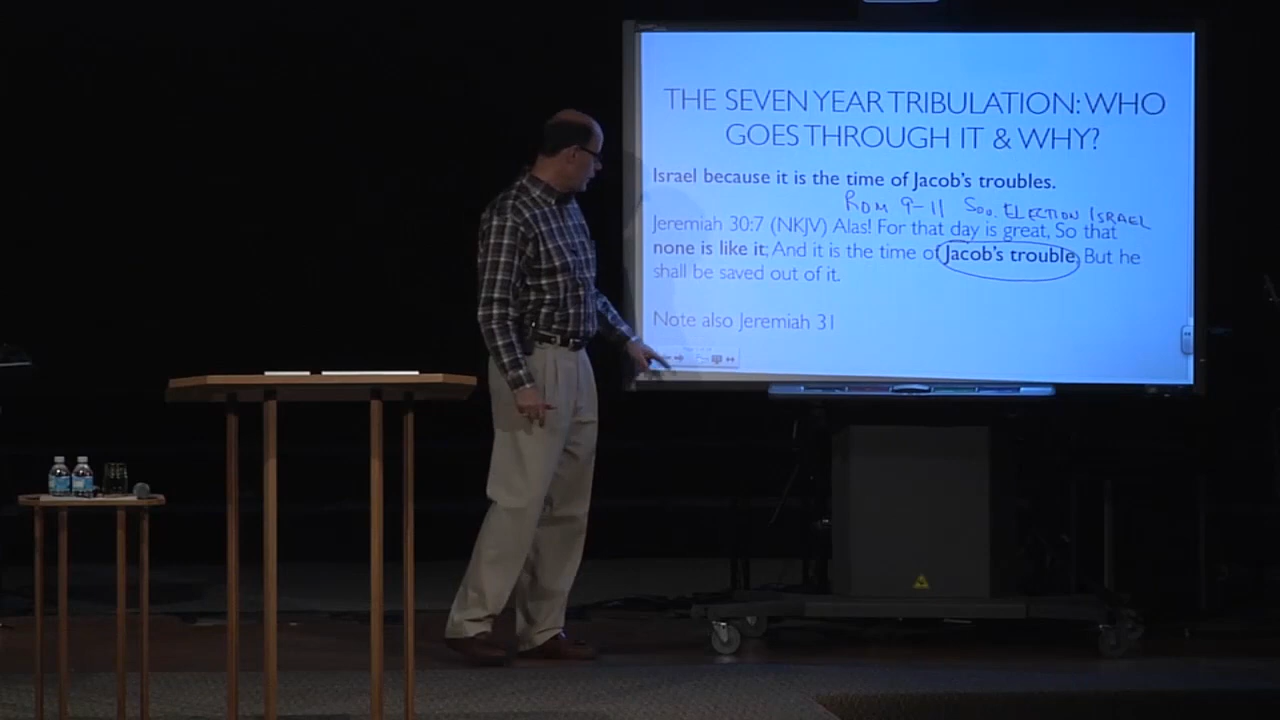 THE SEVEN YEAR TRIBULATION: WHO
GOES THROUGH IT & WHY?
Israel because it is the time of Jacob's troubles.
ROM 9-11 Soo. ELECTION ISRAEL
Jeremiah 30:7 (NKJV) Alas! For that day is great, So that
none is like it; And it is the time of Jacob's trouble, But he
shall be saved out of it.
Note also Jeremiah 31